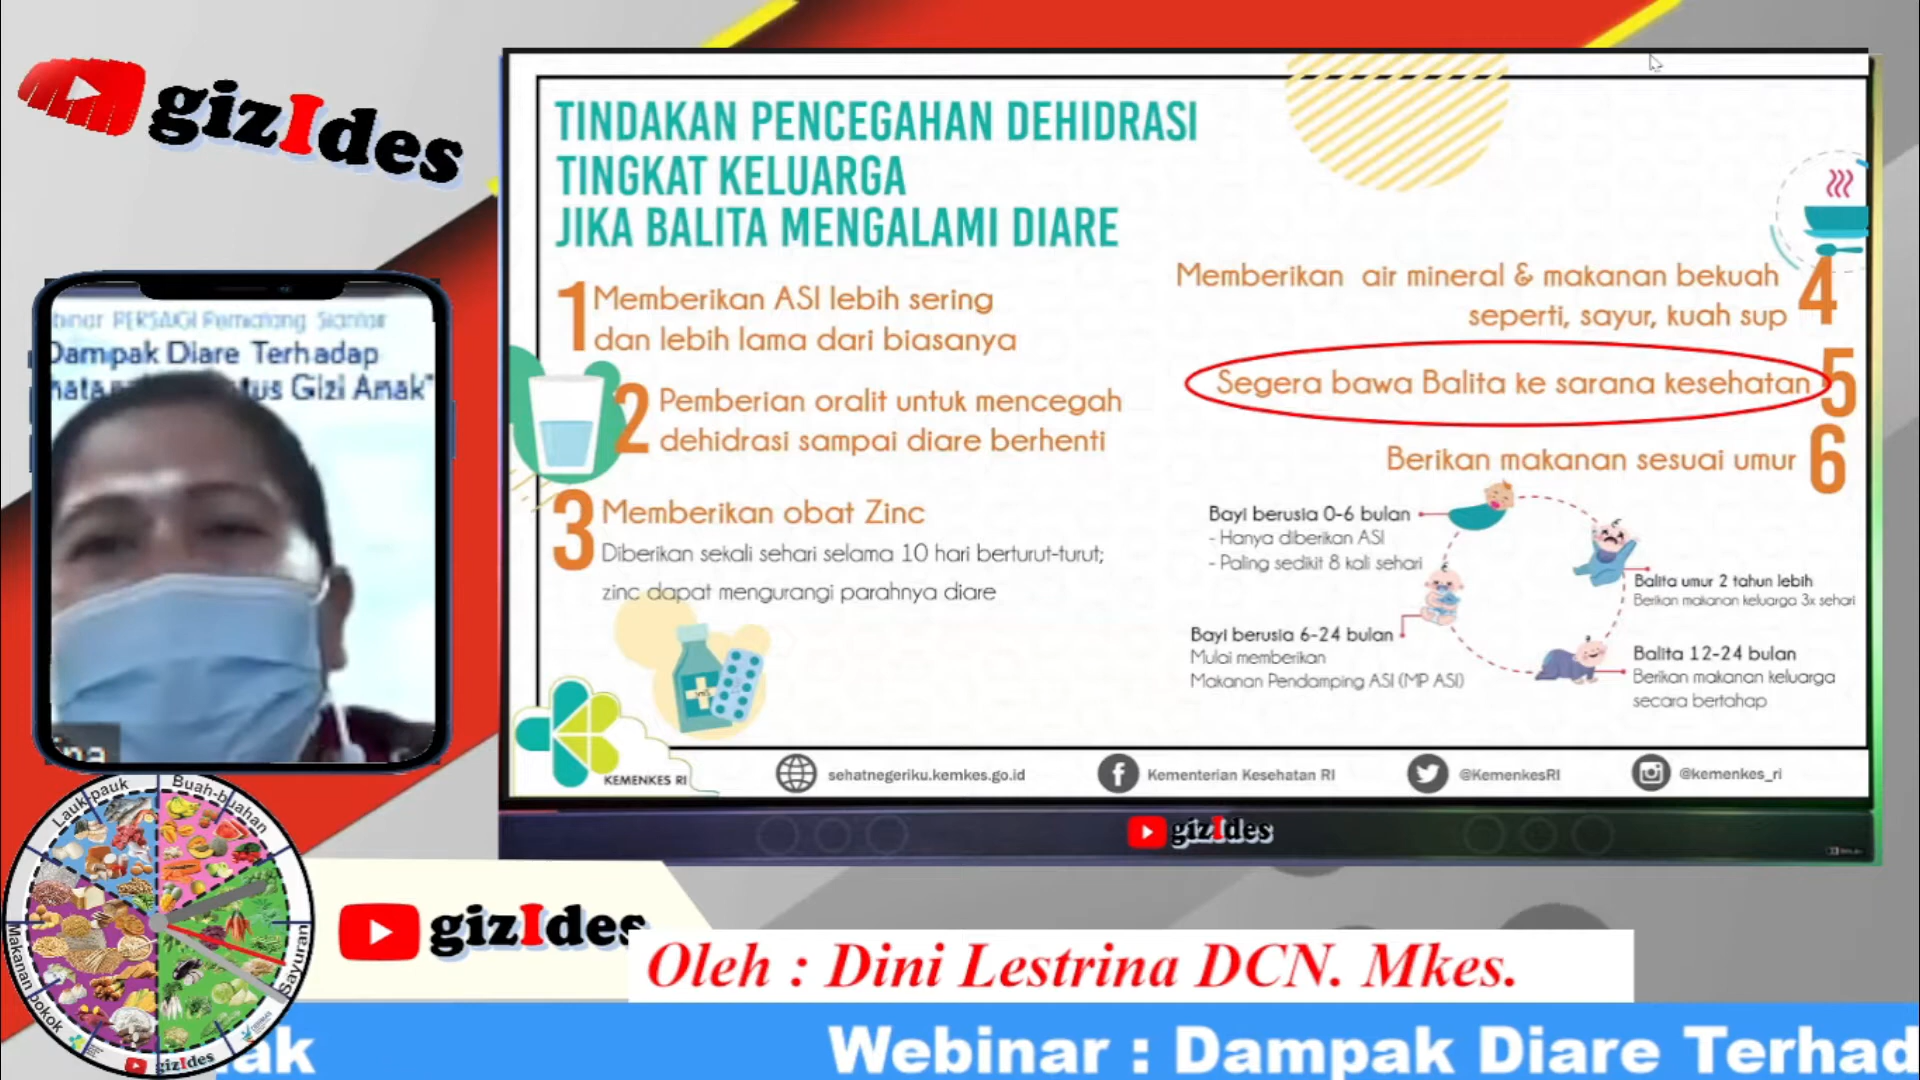 gizIdes
TINDAKAN PENCEGAHAN DEHIDRASI
TINGKAT KELUARGA
JIKA BALITA MENGALAMI DIARE
1 Memberikan ASI lebih sering
dan lebih lama dari biasanya
2 Pemberian oralit untuk mencegah
dehidrasi sampai diare berhenti
3 Memberikan obat Zinc
Diberikan sekali sehari selama 10 hari berturut-turut;
zinc dapat mengurangi parahnya diare
Memberikan air mineral & makanan bekuah
seperti, sayur, kuah sup 4
Segera bawa Balita ke sarana kesehatan 5
Berikan makanan sesuai umur 6
Bayi berusia 0-6 bulan
- Hanya diberikan ASI
- Paling sedikit 8 kali sehari
Balita umur 2 tahun lebih
Berikan makanan keluarga 3x sehari
Bayi berusia 6-24 bulan
Mulai memberikan
Makanan Pendamping ASI (MP ASI)
Balita 12-24 bulan
Berikan makanan keluarga
secara bertahap
KEMENKES RI
sehatnegeriku.kemkes.go.id
Kementerian Kesehatan RI
@KemenkesRI
@kemenkes_ri
gizIdes
binar PERSAGI Pematang Siantar
Dampak Diare Terhadap
Gizi Anak"
ina
Lauk pauk
Buah-buahan
Makanan pokok
Sayuran
gizIdes
gizIdes
Oleh : Dini Lestrina DCN. Mkes.
ak
Webinar : Dampak Diare Terhad